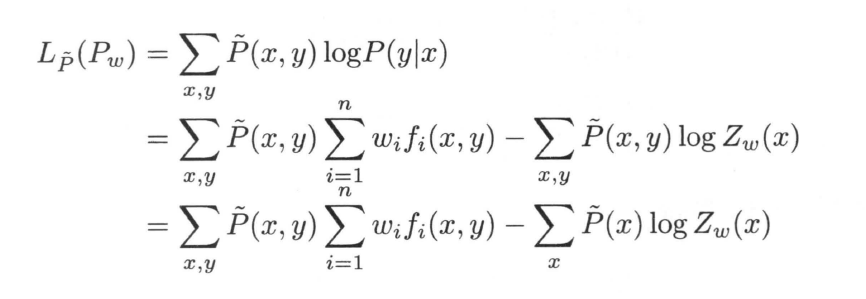 $L_{\tilde{P}}(P_w) = \sum_{x,y} \tilde{P}(x,y) \log P(y|x)$
$= \sum_{x,y} \tilde{P}(x,y) \sum_{i=1}^{n} w_i f_i(x,y) - \sum_{x,y} \tilde{P}(x,y) \log Z_w(x)$
$= \sum_{x,y} \tilde{P}(x,y) \sum_{i=1}^{n} w_i f_i(x,y) - \sum_{x} \tilde{P}(x) \log Z_w(x)$